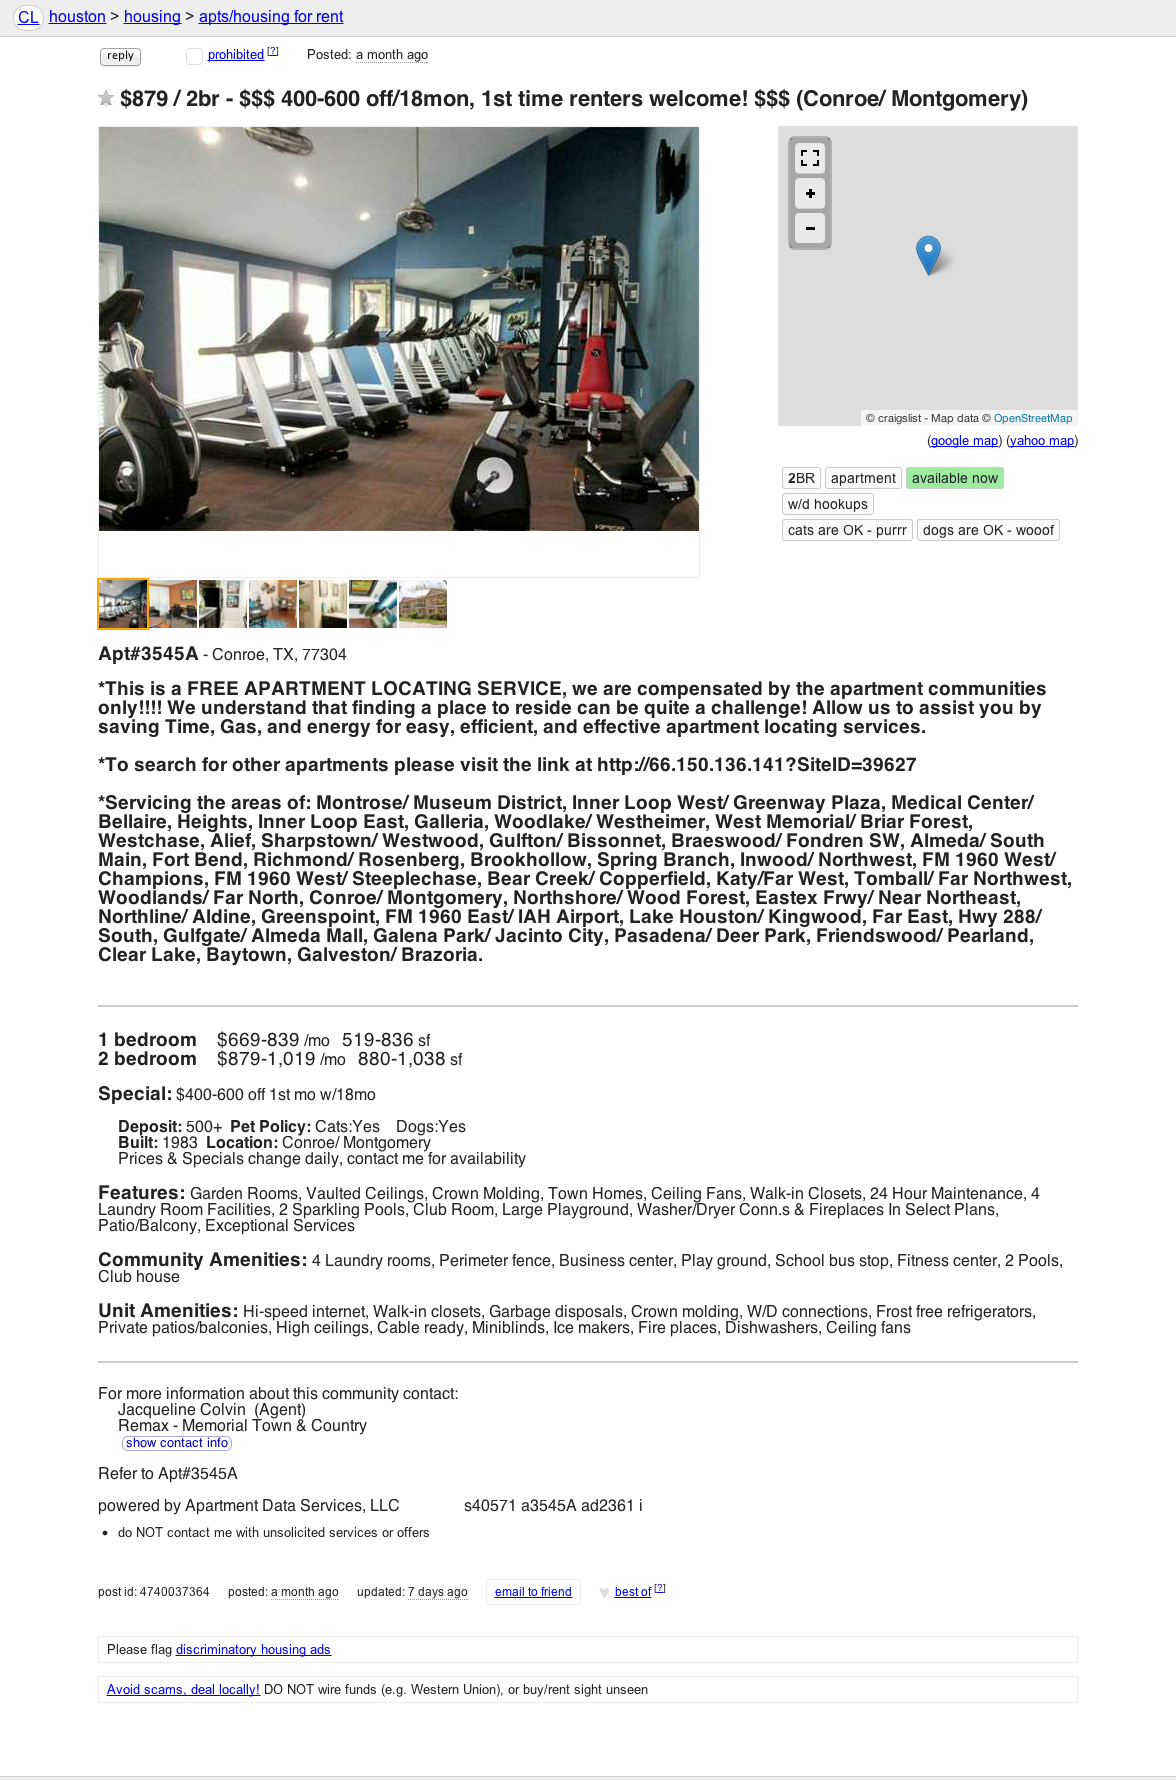 CL houston > housing > apts/housing for rent
reply prohibited [?] Posted: a month ago
$879 / 2br - $$$ 400-600 off/18mon, 1st time renters welcome! $$$ (Conroe/ Montgomery)
+
-
© craigslist - Map data © OpenStreetMap
(google map) (yahoo map)
2BR apartment available now
w/d hookups
cats are OK - purrr dogs are OK - wooof
VIPER
Apt#3545A - Conroe, TX, 77304
*This is a FREE APARTMENT LOCATING SERVICE, we are compensated by the apartment communities
only!!!! We understand that finding a place to reside can be quite a challenge! Allow us to assist you by
saving Time, Gas, and energy for easy, efficient, and effective apartment locating services.
*To search for other apartments please visit the link at http://66.150.136.141?SiteID=39627
*Servicing the areas of: Montrose/ Museum District, Inner Loop West/ Greenway Plaza, Medical Center/
Bellaire, Heights, Inner Loop East, Galleria, Woodlake/ Westheimer, West Memorial/ Briar Forest,
Westchase, Alief, Sharpstown/ Westwood, Gulfton/ Bissonnet, Braeswood/ Fondren SW, Almeda/ South
Main, Fort Bend, Richmond/ Rosenberg, Brookhollow, Spring Branch, Inwood/ Northwest, FM 1960 West/
Champions, FM 1960 West/ Steeplechase, Bear Creek/ Copperfield, Katy/Far West, Tomball/ Far Northwest,
Woodlands/ Far North, Conroe/ Montgomery, Northshore/ Wood Forest, Eastex Frwy/ Near Northeast,
Northline/ Aldine, Greenspoint, FM 1960 East/ IAH Airport, Lake Houston/ Kingwood, Far East, Hwy 288/
South, Gulfgate/ Almeda Mall, Galena Park/ Jacinto City, Pasadena/ Deer Park, Friendswood/ Pearland,
Clear Lake, Baytown, Galveston/ Brazoria.
1 bedroom $669-839 /mo 519-836 sf
2 bedroom $879-1,019 /mo 880-1,038 sf
Special: $400-600 off 1st mo w/18mo
Deposit: 500+ Pet Policy: Cats:Yes Dogs:Yes
Built: 1983 Location: Conroe/ Montgomery
Prices & Specials change daily, contact me for availability
Features: Garden Rooms, Vaulted Ceilings, Crown Molding, Town Homes, Ceiling Fans, Walk-in Closets, 24 Hour Maintenance, 4
Laundry Room Facilities, 2 Sparkling Pools, Club Room, Large Playground, Washer/Dryer Conn.s & Fireplaces In Select Plans,
Patio/Balcony, Exceptional Services
Community Amenities: 4 Laundry rooms, Perimeter fence, Business center, Play ground, School bus stop, Fitness center, 2 Pools,
Club house
Unit Amenities: Hi-speed internet, Walk-in closets, Garbage disposals, Crown molding, W/D connections, Frost free refrigerators,
Private patios/balconies, High ceilings, Cable ready, Miniblinds, Ice makers, Fire places, Dishwashers, Ceiling fans
For more information about this community contact:
Jacqueline Colvin (Agent)
Remax - Memorial Town & Country
show contact info
Refer to Apt#3545A
powered by Apartment Data Services, LLC s40571 a3545A ad2361 i
• do NOT contact me with unsolicited services or offers
post id: 4740037364 posted: a month ago updated: 7 days ago email to friend ♥ best of [?]
Please flag discriminatory housing ads
Avoid scams, deal locally! DO NOT wire funds (e.g. Western Union), or buy/rent sight unseen